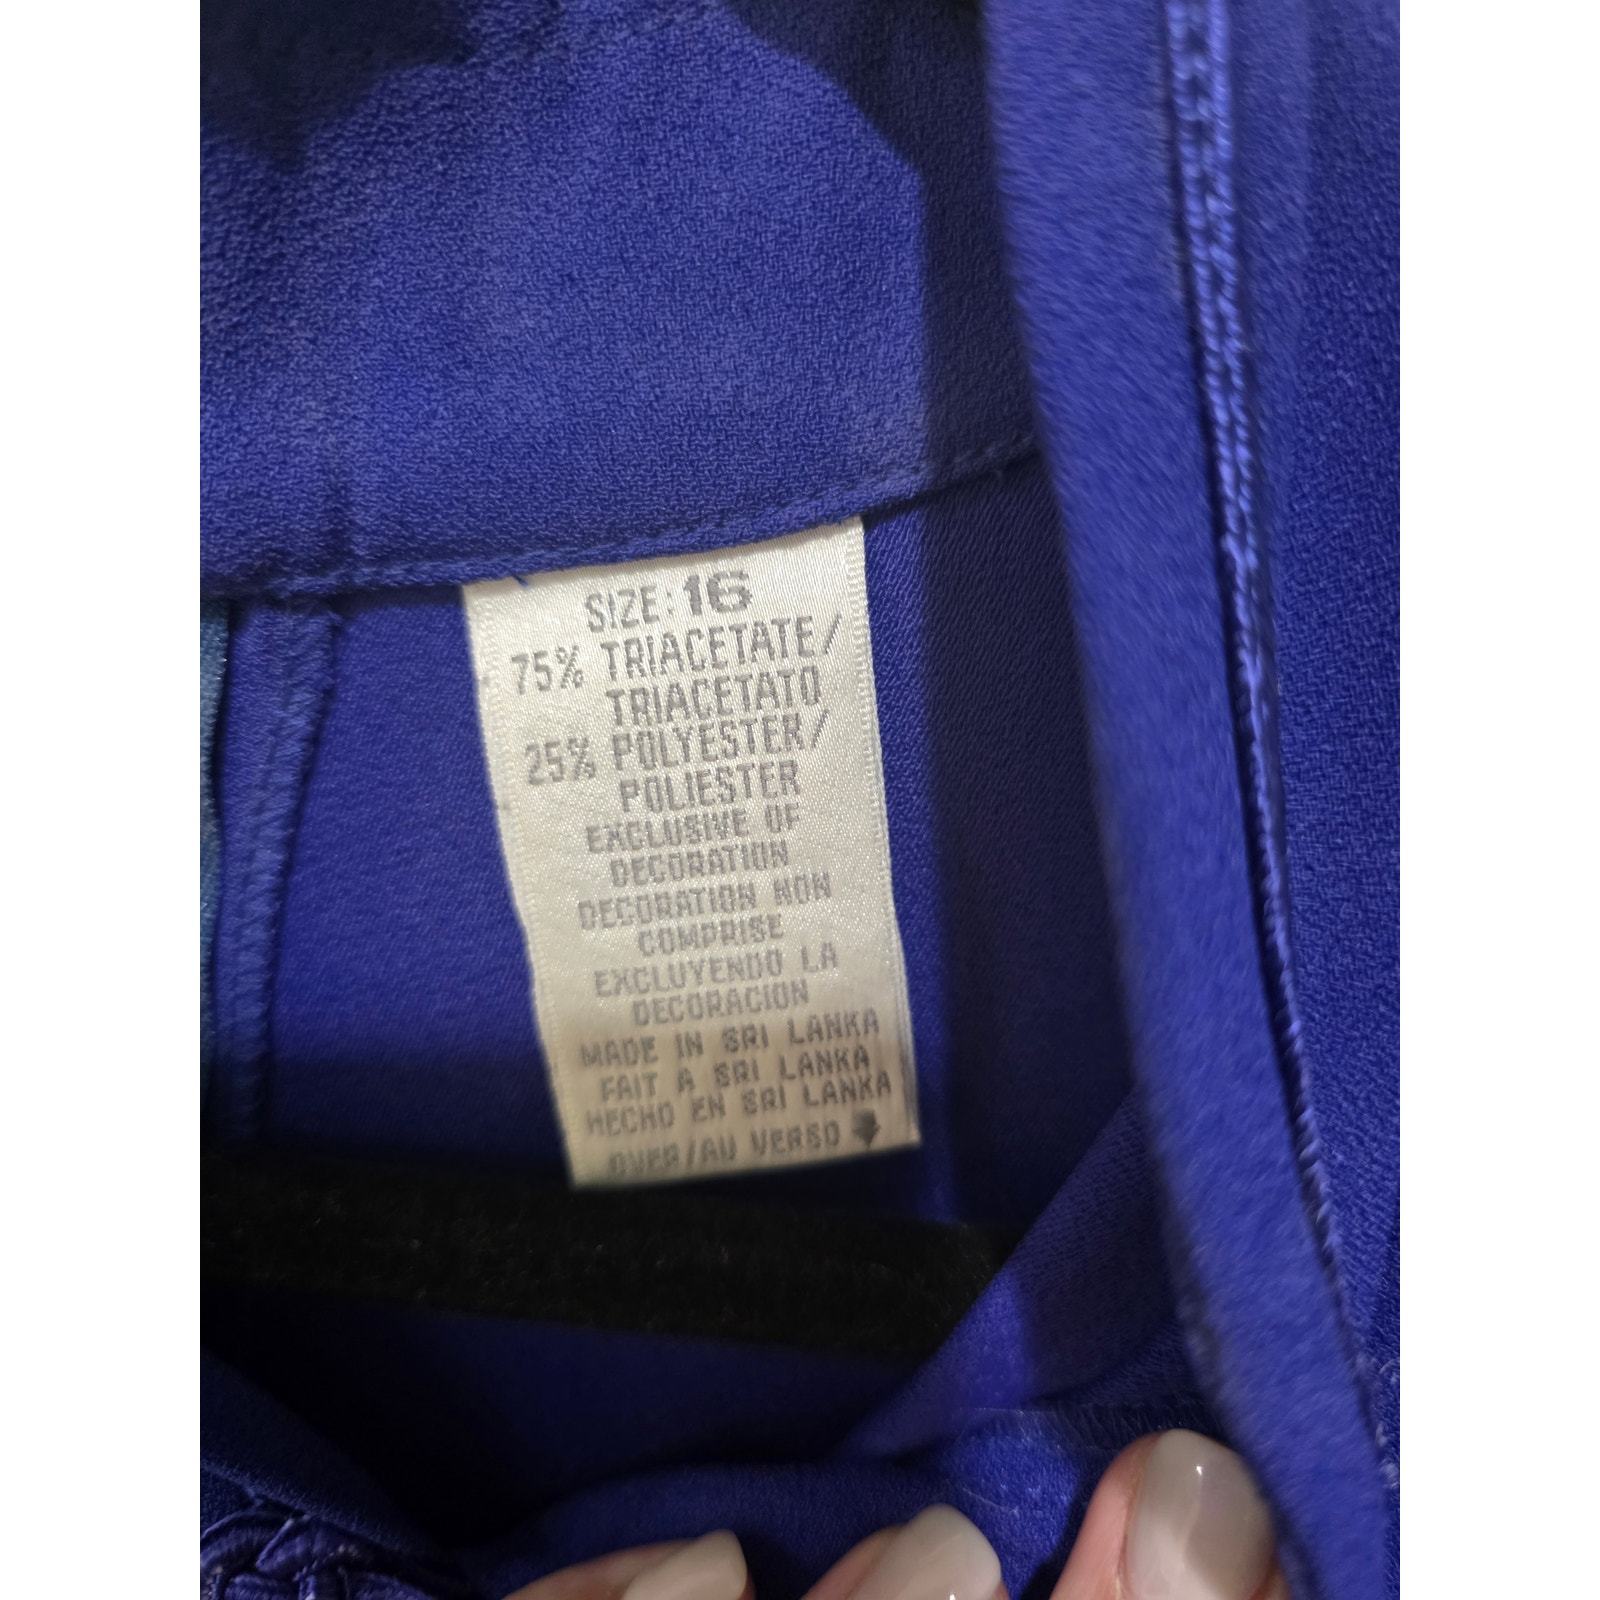 SIZE: 16
75% TRIACETATE/
TRIACETATO
25% POLYESTER/
POLIESTER
EXCLUSIVE OF
DECORATION
DECORATION NON
COMPRISE
EXCLUYENDO LA
DECORACION
MADE IN SRI LANKA
FAIT A SRI LANKA
HECHO EN SRI LANKA
OVER/AU VERSO